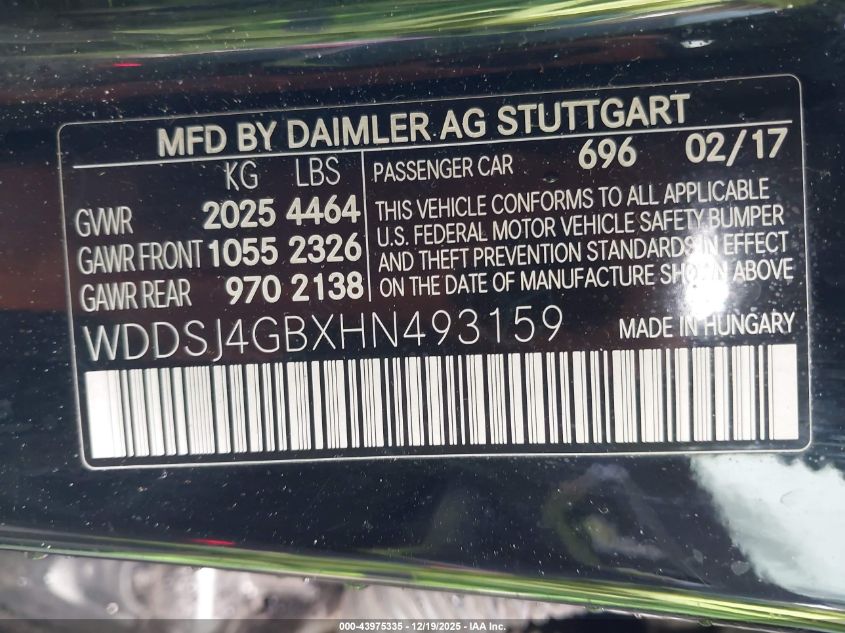 MFD BY DAIMLER AG STUTTGART
KG LBS
GVWR 2025 4464
GAWR FRONT 1055 2326
GAWR REAR 970 2138
PASSENGER CAR 696 02/17
THIS VEHICLE CONFORMS TO ALL APPLICABLE
U.S. FEDERAL MOTOR VEHICLE SAFETY BUMPER
AND THEFT PREVENTION STANDARDS IN EFFECT
ON THE DATE OF MANUFACTURE SHOWN ABOVE
WDDSJ4GBXHN493159 MADE IN HUNGARY
000-43975335 - 12/19/2025 - IAA Inc.